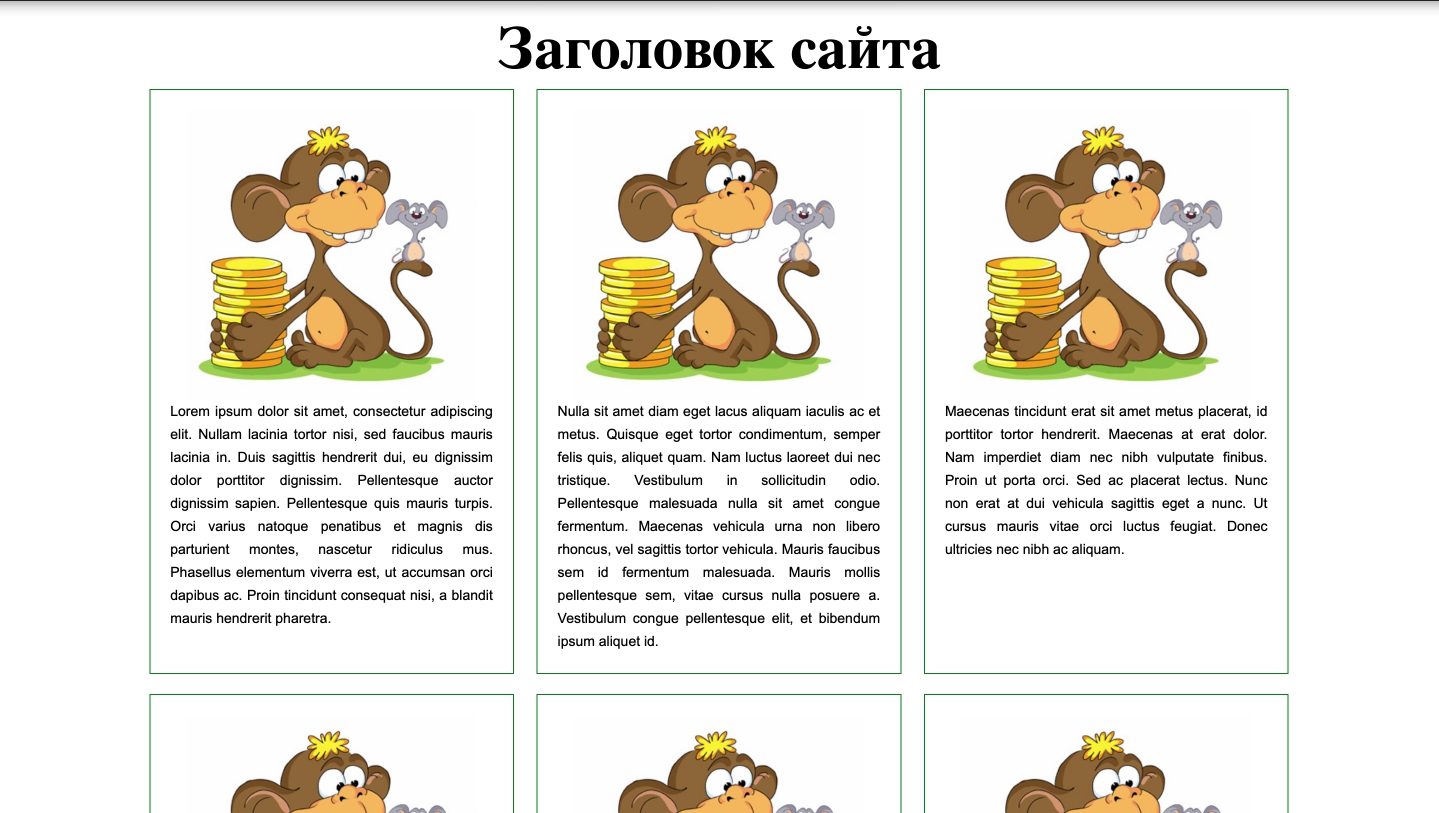 Заголовок сайта
Lorem ipsum dolor sit amet, consectetur adipiscing
elit. Nullam lacinia tortor nisi, sed faucibus mauris
lacinia in. Duis sagittis hendrerit dui, eu dignissim
dolor porttitor dignissim. Pellentesque auctor
dignissim sapien. Pellentesque quis mauris turpis.
Orci varius natoque penatibus et magnis dis
parturient montes, nascetur ridiculus mus.
Phasellus elementum viverra est, ut accumsan orci
dapibus ac. Proin tincidunt consequat nisi, a blandit
mauris hendrerit pharetra.
Nulla sit amet diam eget lacus aliquam iaculis ac et
metus. Quisque eget tortor condimentum, semper
felis quis, aliquet quam. Nam luctus laoreet dui nec
tristique. Vestibulum in sollicitudin odio.
Pellentesque malesuada nulla sit amet congue
fermentum. Maecenas vehicula urna non libero
rhoncus, vel sagittis tortor vehicula. Mauris faucibus
sem id fermentum malesuada. Mauris mollis
pellentesque sem, vitae cursus nulla posuere a.
Vestibulum congue pellentesque elit, et bibendum
ipsum aliquet id.
Maecenas tincidunt erat sit amet metus placerat, id
porttitor tortor hendrerit. Maecenas at erat dolor.
Nam imperdiet diam nec nibh vulputate finibus.
Proin ut porta orci. Sed ac placerat lectus. Nunc
non erat at dui vehicula sagittis eget a nunc. Ut
cursus mauris vitae orci luctus feugiat. Donec
ultricies nec nibh ac aliquam.